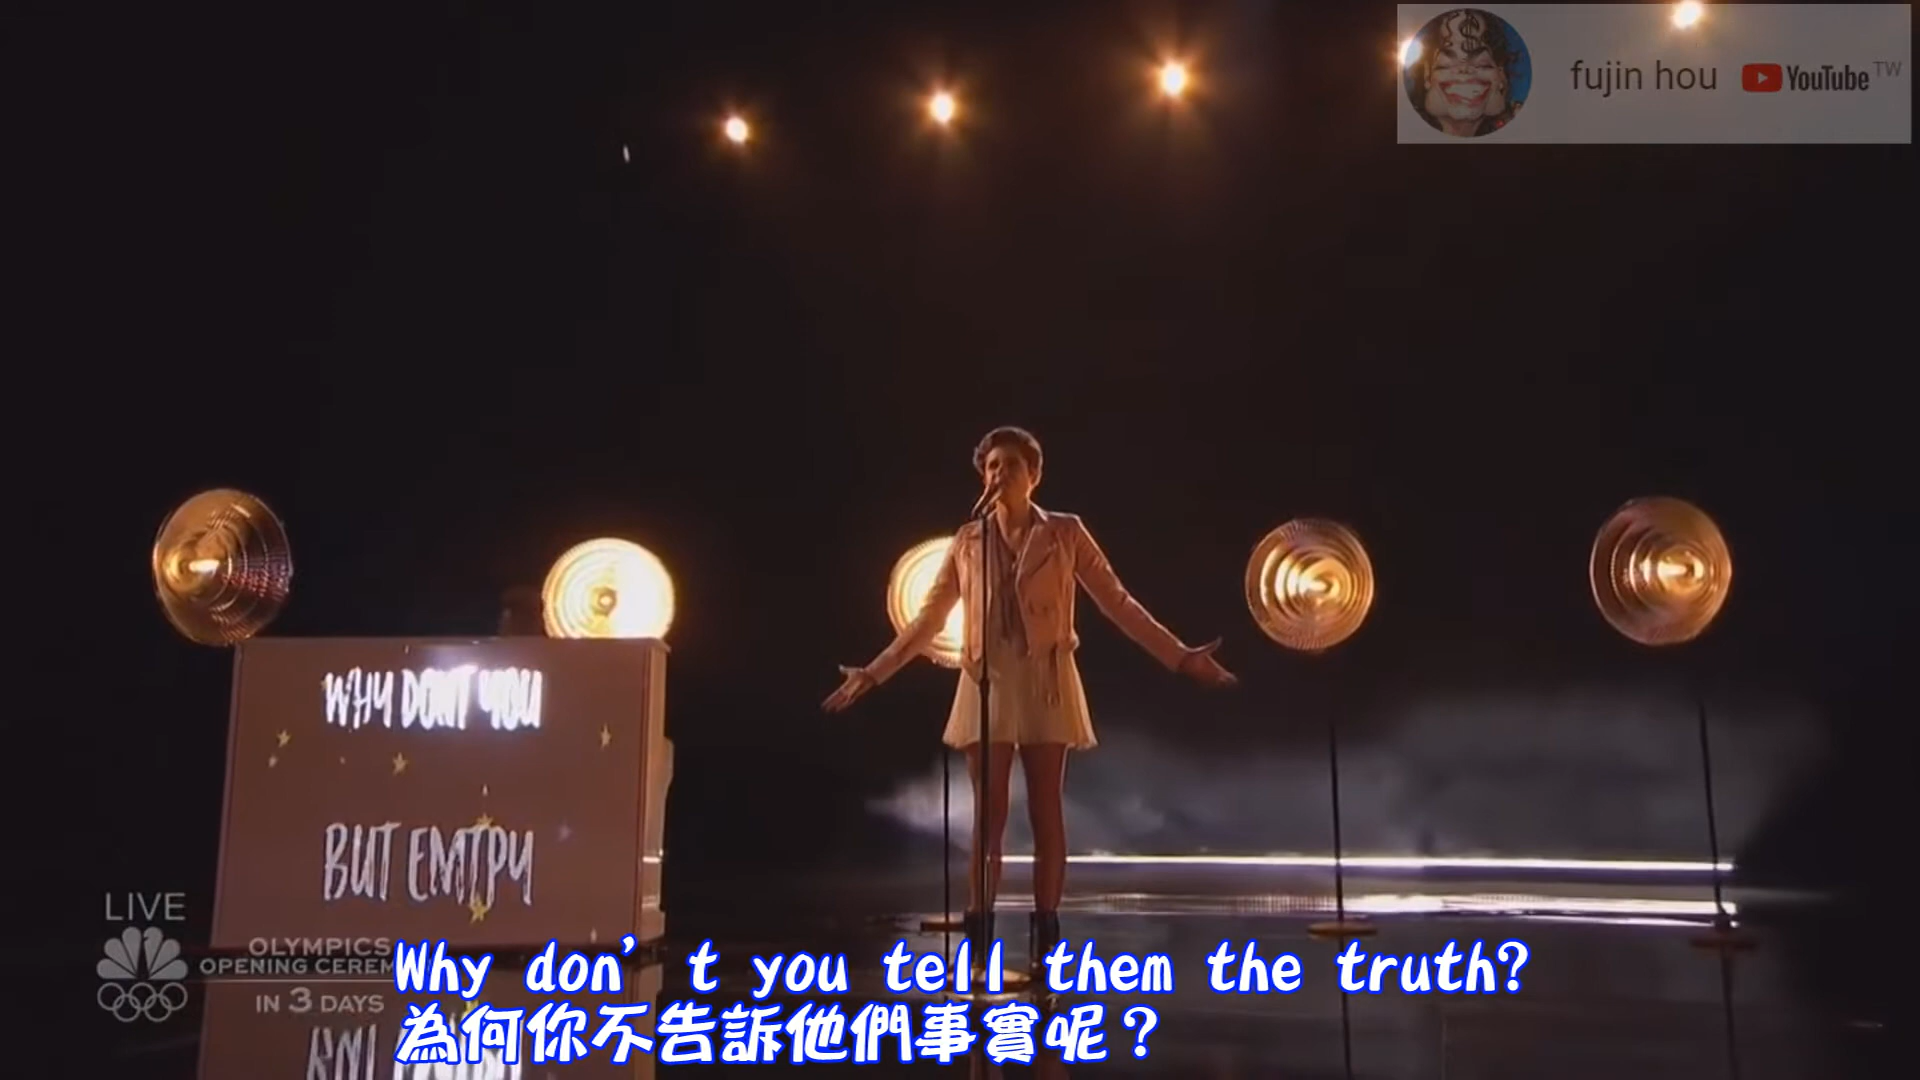 fujin hou YouTube TW
WHY DONT YOU
BUT EMTPY
LIVE
OLYMPICS
OPENING CEREM
IN 3 DAYS
Why don't you tell them the truth?
為何你不告訴他們事實呢？